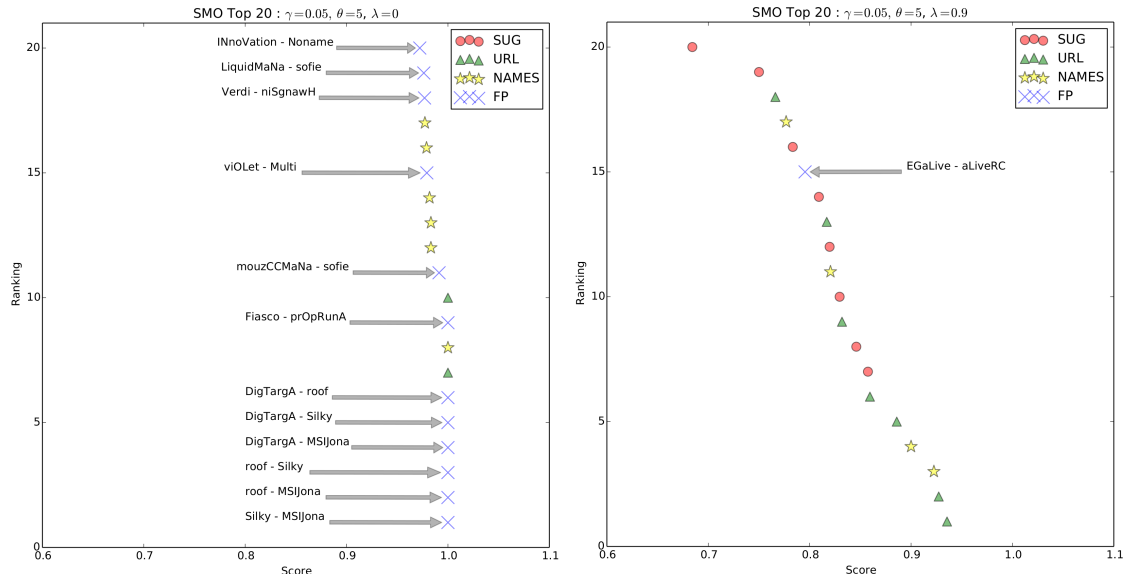 SMO Top 20 : γ=0.05, θ=5, λ=0
20
15
10
5
0
Ranking
INnoVation - Noname
LiquidMaNa - sofie
Verdi - niSgnawH
viOLet - Multi
mouzCCMaNa - sofie
Fiasco - prOpRunA
DigTargA - roof
DigTargA - Silky
DigTargA - MSIJona
roof - Silky
roof - MSIJona
Silky - MSIJona
SUG
URL
NAMES
FP
0.6 0.7 0.8 0.9 1.0 1.1
Score
SMO Top 20 : γ=0.05, θ=5, λ=0.9
20
15
10
5
0
Ranking
EGaLive - aLiveRC
SUG
URL
NAMES
FP
0.6 0.7 0.8 0.9 1.0 1.1
Score